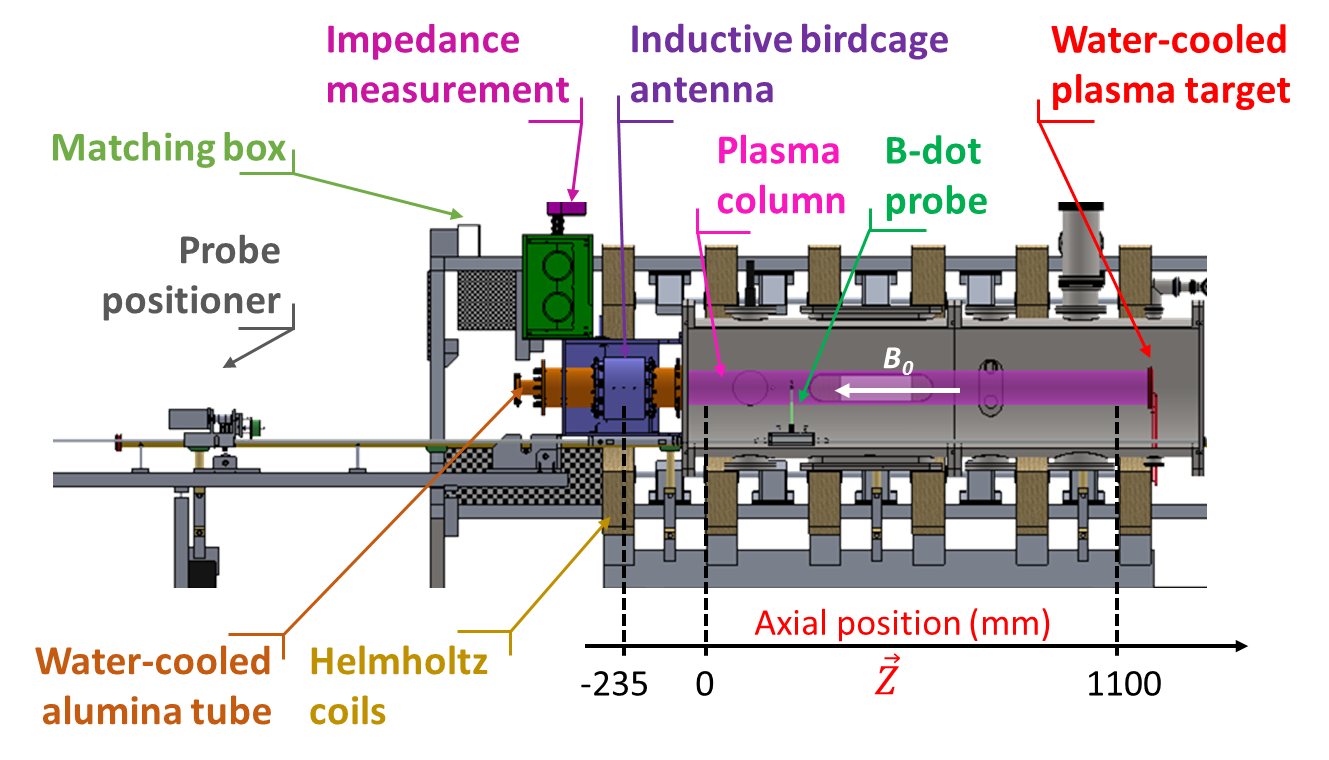 Impedance
measurement
Inductive birdcage
antenna
Water-cooled
plasma target
Matching box
Plasma
column
B-dot
probe
Probe
positioner
B₀
Axial position (mm)
Water-cooled
alumina tube
Helmholtz
coils
-235 0 Z⃗ 1100